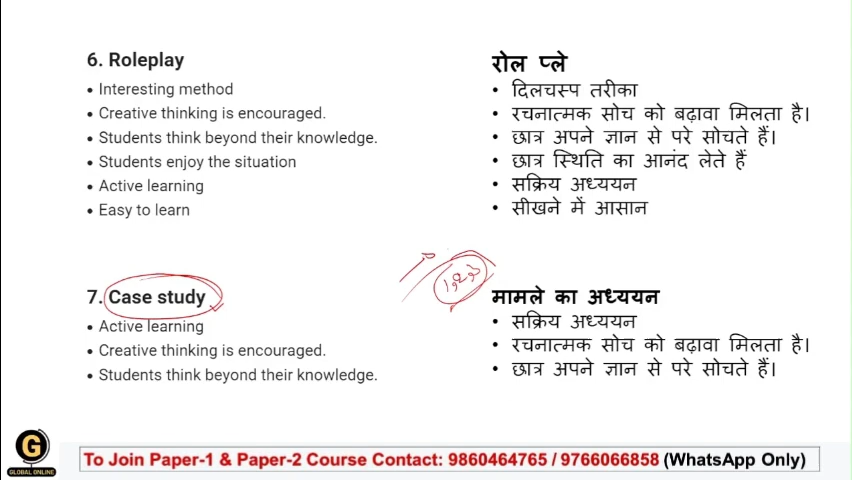 6. Roleplay
• Interesting method
• Creative thinking is encouraged.
• Students think beyond their knowledge.
• Students enjoy the situation
• Active learning
• Easy to learn
रोल प्ले
• दिलचस्प तरीका
• रचनात्मक सोच को बढ़ावा मिलता है।
• छात्र अपने ज्ञान से परे सोचते हैं।
• छात्र स्थिति का आनंद लेते हैं
• सक्रिय अध्ययन
• सीखने में आसान
7. Case study
• Active learning
• Creative thinking is encouraged.
• Students think beyond their knowledge.
1,2,3
मामले का अध्ययन
• सक्रिय अध्ययन
• रचनात्मक सोच को बढ़ावा मिलता है।
• छात्र अपने ज्ञान से परे सोचते हैं।
G
GLOBAL ONLINE
To Join Paper-1 & Paper-2 Course Contact: 9860464765 / 9766066858 (WhatsApp Only)